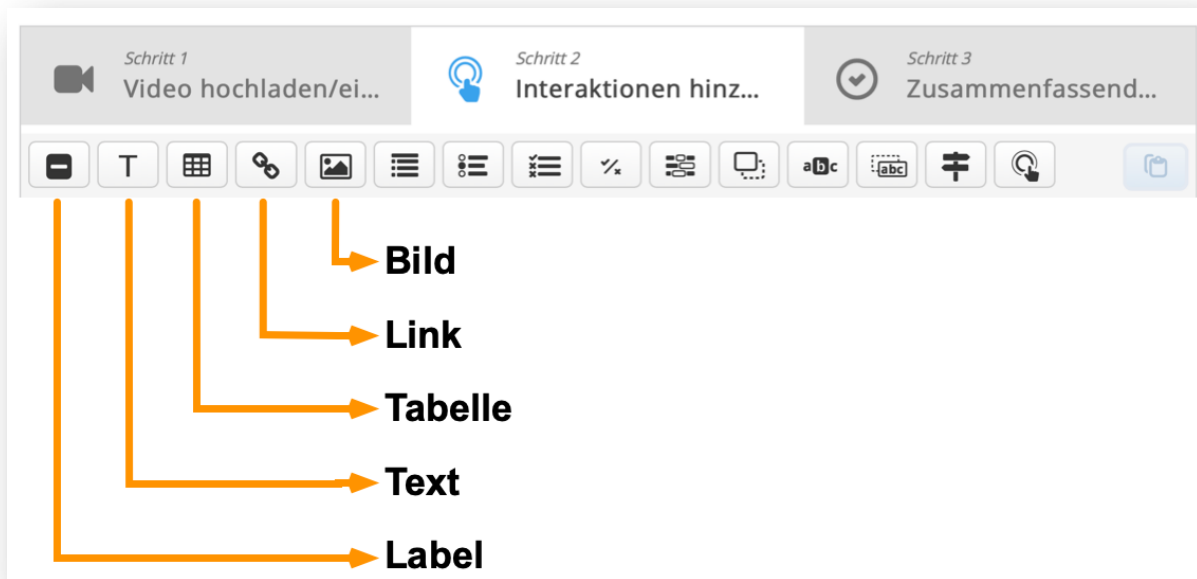 Schritt 1
Video hochladen/ei...
Schritt 2
Interaktionen hinz...
Schritt 3
Zusammenfassend...
T
abc
abc
Bild
Link
Tabelle
Text
Label